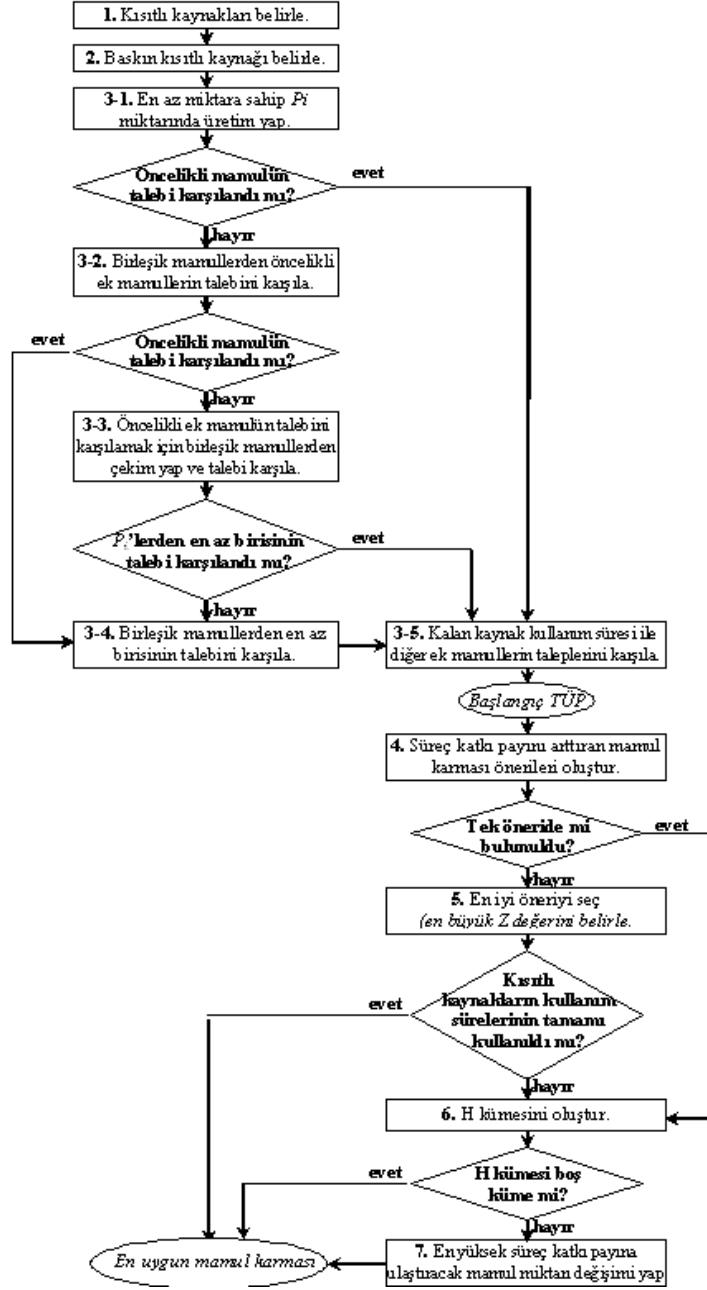 1. Kısıtlı kaynakları belirle.
2. Baskın kısıtlı kaynağı belirle.
3-1. En az miktara sahip Pi
miktarında üretim yap.
Öncelikli mamulün
talebi karşılandı mı?
evet
hayır
3-2. Birleşik mamullerden öncelikli
ek mamullerin talebini karşıla.
evet
Öncelikli mamulün
talebi karşılandı mı?
hayır
3-3. Öncelikli ek mamulün talebini
karşılamak için birleşik mamullerden
çekim yap ve talebi karşıla.
Pi'lerden en az birisinin
talebi karşılandı mı?
evet
hayır
3-4. Birleşik mamullerden en az
birisinin talebini karşıla.
3-5. Kalan kaynak kullanım süresi ile
diğer ek mamullerin taleplerini karşıla.
Başlangıç TÜP
4. Süreç katkı payını arttıran mamul
karması önerileri oluştur.
Tek öneride mi
bulunuldu?
evet
hayır
5. En iyi öneriyi seç
(en büyük Z değerini belirle.
Kısıtlı
kaynakların kullanım
sürelerinin tamamı
kullanıldı mı?
evet
hayır
6. H kümesini oluştur.
evet
H kümesi boş
küme mi?
hayır
En uygun mamul karması
7. En yüksek süreç katkı payına
ulaştıracak mamul miktarı değişimi yap